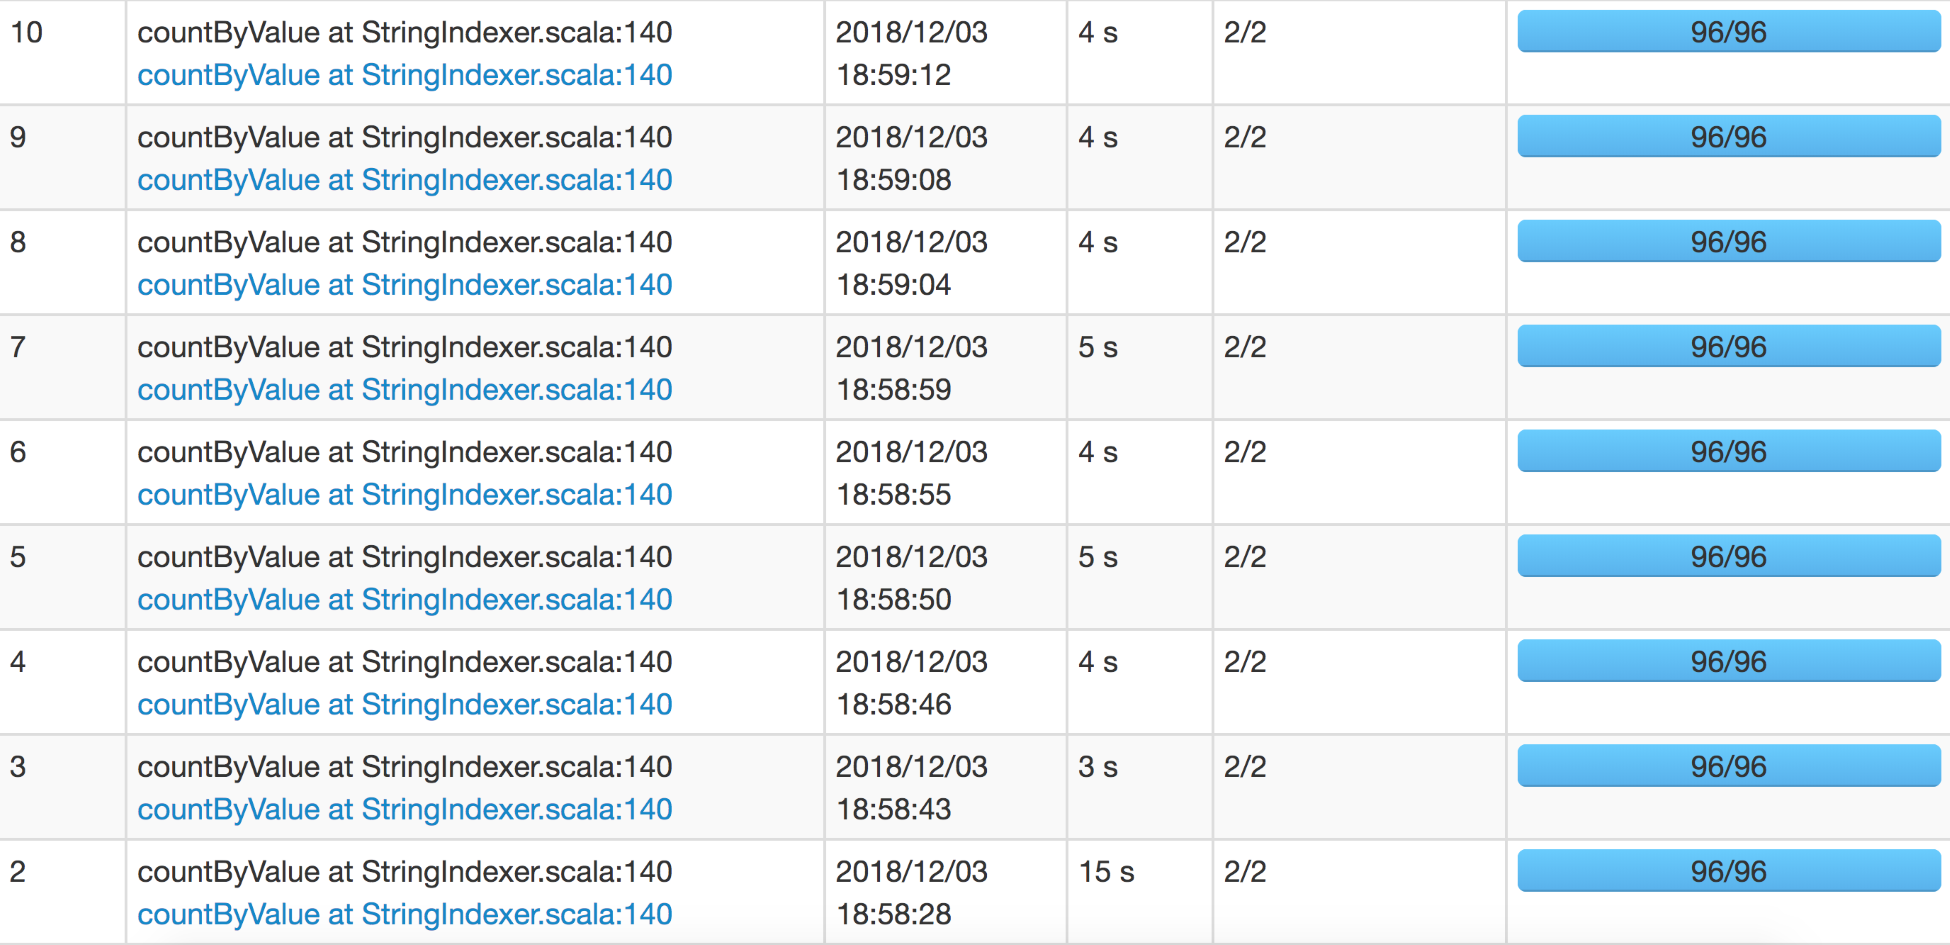 10 countByValue at StringIndexer.scala:140 2018/12/03 4 s 2/2 96/96
countByValue at StringIndexer.scala:140 18:59:12
9 countByValue at StringIndexer.scala:140 2018/12/03 4 s 2/2 96/96
countByValue at StringIndexer.scala:140 18:59:08
8 countByValue at StringIndexer.scala:140 2018/12/03 4 s 2/2 96/96
countByValue at StringIndexer.scala:140 18:59:04
7 countByValue at StringIndexer.scala:140 2018/12/03 5 s 2/2 96/96
countByValue at StringIndexer.scala:140 18:58:59
6 countByValue at StringIndexer.scala:140 2018/12/03 4 s 2/2 96/96
countByValue at StringIndexer.scala:140 18:58:55
5 countByValue at StringIndexer.scala:140 2018/12/03 5 s 2/2 96/96
countByValue at StringIndexer.scala:140 18:58:50
4 countByValue at StringIndexer.scala:140 2018/12/03 4 s 2/2 96/96
countByValue at StringIndexer.scala:140 18:58:46
3 countByValue at StringIndexer.scala:140 2018/12/03 3 s 2/2 96/96
countByValue at StringIndexer.scala:140 18:58:43
2 countByValue at StringIndexer.scala:140 2018/12/03 15 s 2/2 96/96
countByValue at StringIndexer.scala:140 18:58:28